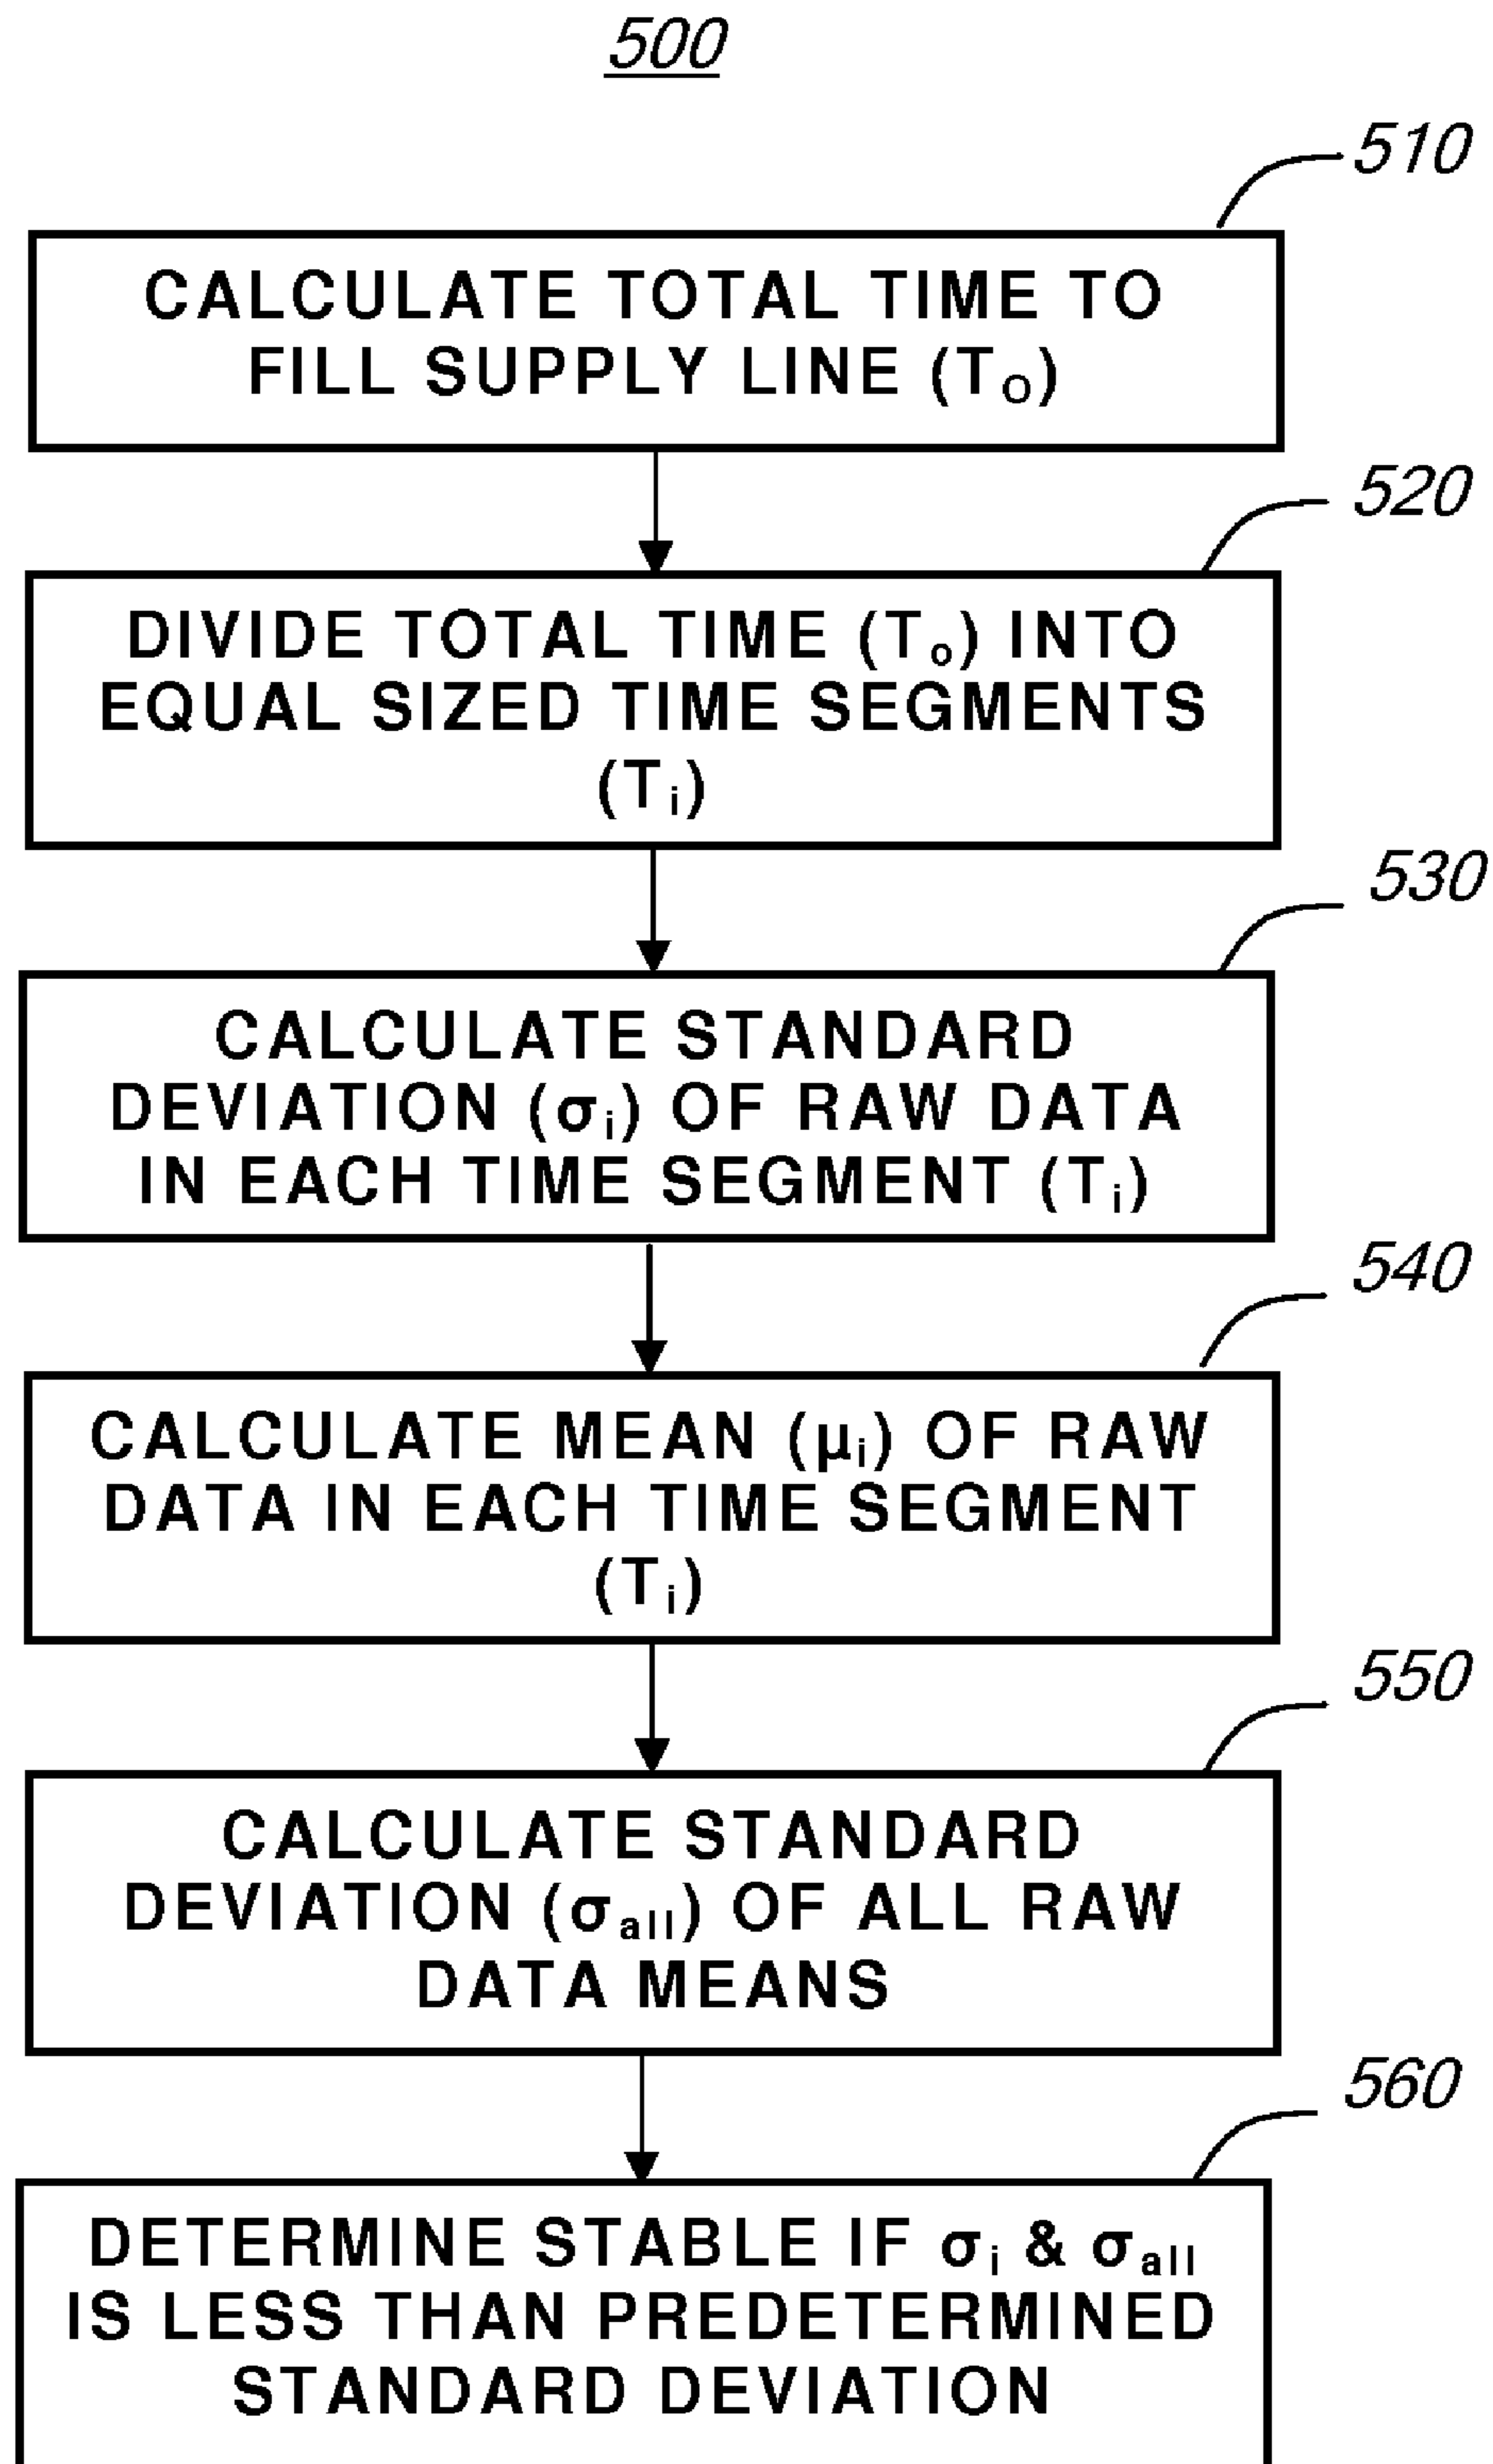 500
510
CALCULATE TOTAL TIME TO
FILL SUPPLY LINE (Tₒ)
520
DIVIDE TOTAL TIME (Tₒ) INTO
EQUAL SIZED TIME SEGMENTS
(Tᵢ)
530
CALCULATE STANDARD
DEVIATION (σᵢ) OF RAW DATA
IN EACH TIME SEGMENT (Tᵢ)
540
CALCULATE MEAN (µᵢ) OF RAW
DATA IN EACH TIME SEGMENT
(Tᵢ)
550
CALCULATE STANDARD
DEVIATION (σₐₗₗ) OF ALL RAW
DATA MEANS
560
DETERMINE STABLE IF σᵢ & σₐₗₗ
IS LESS THAN PREDETERMINED
STANDARD DEVIATION